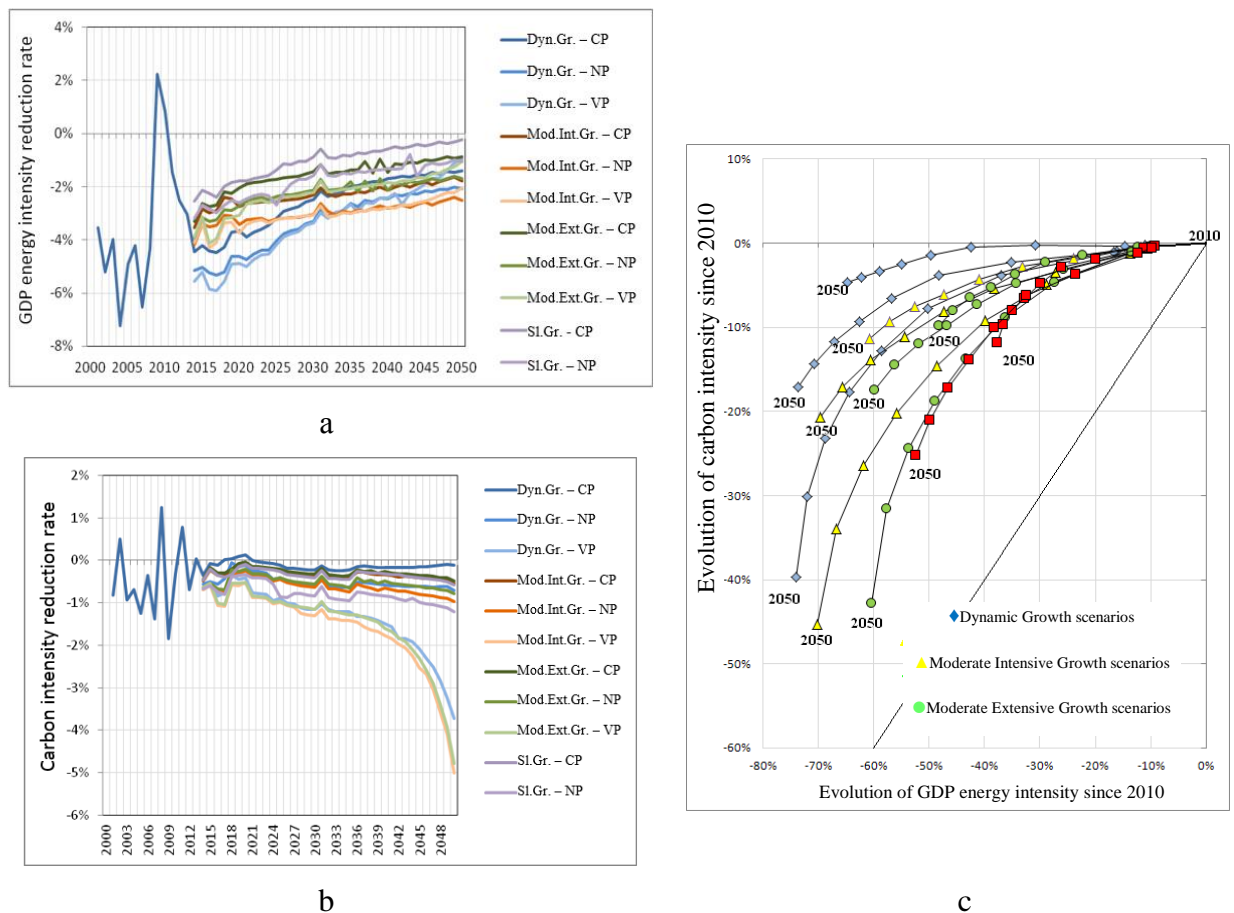 4%
2%
0%
-2%
-4%
-6%
-8%
GDP energy intensity reduction rate
2000 2005 2010 2015 2020 2025 2030 2035 2040 2045 2050
Dyn.Gr. – CP
Dyn.Gr. – NP
Dyn.Gr. – VP
Mod.Int.Gr. – CP
Mod.Int.Gr. – NP
Mod.Int.Gr. – VP
Mod.Ext.Gr. – CP
Mod.Ext.Gr. – NP
Mod.Ext.Gr. – VP
Sl.Gr. – CP
Sl.Gr. – NP
a
2%
1%
0%
-1%
-2%
-3%
-4%
-5%
-6%
Carbon intensity reduction rate
2000 2003 2006 2009 2012 2015 2018 2021 2024 2027 2030 2033 2036 2039 2042 2045 2048
Dyn.Gr. – CP
Dyn.Gr. – NP
Dyn.Gr. – VP
Mod.Int.Gr. – CP
Mod.Int.Gr. – NP
Mod.Int.Gr. – VP
Mod.Ext.Gr. – CP
Mod.Ext.Gr. – NP
Mod.Ext.Gr. – VP
Sl.Gr. – CP
Sl.Gr. – NP
b
10%
0%
-10%
-20%
-30%
-40%
-50%
-60%
Evolution of carbon intensity since 2010
2010
2050
2050
2050
2050
2050
2050
2050
2050
2050
2050
2050
Dynamic Growth scenarios
Moderate Intensive Growth scenarios
Moderate Extensive Growth scenarios
-80% -70% -60% -50% -40% -30% -20% -10% 0%
Evolution of GDP energy intensity since 2010
c